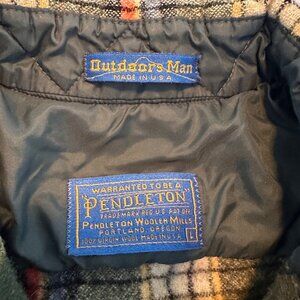 Outdoors Man
MADE IN U.S.A.
WARRANTED TO BE A
"PENDLETON"
TRADEMARK REG. U.S. PAT. OFF.
PENDLETON WOOLEN MILLS
PORTLAND, OREGON
100% VIRGIN WOOL MADE IN U.S.A.
L